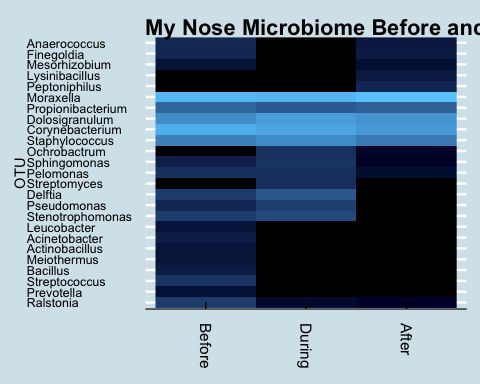 My Nose Microbiome Before and
Anaerococcus
Finegoldia
Mesorhizobium
Lysinibacillus
Peptoniphilus
Moraxella
Propionibacterium
Dolosigranulum
Corynebacterium
Staphylococcus
Ochrobactrum
Sphingomonas
Pelomonas
Streptomyces
Delftia
Pseudomonas
Stenotrophomonas
Leucobacter
Acinetobacter
Actinobacillus
Meiothermus
Bacillus
Streptococcus
Prevotella
Ralstonia
OTU
Before
During
After